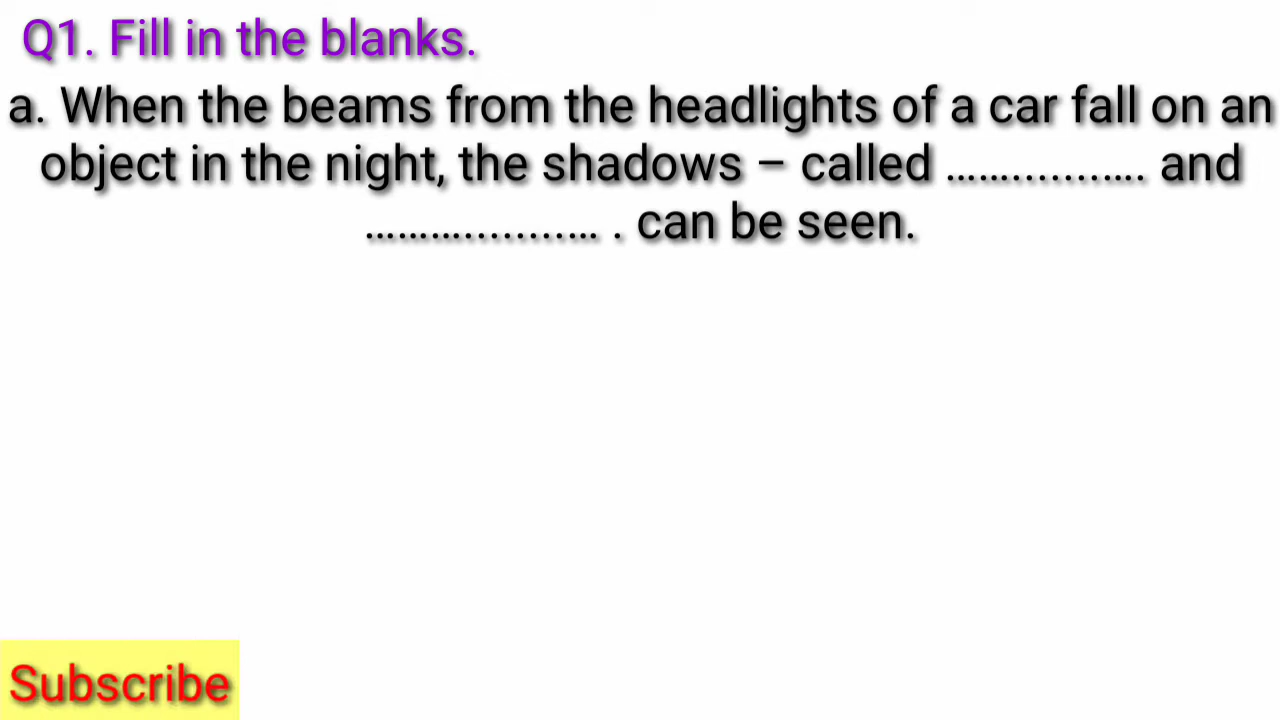 Q1. Fill in the blanks.
a. When the beams from the headlights of a car fall on an
object in the night, the shadows – called ……..........…. and
………..........… . can be seen.
Subscribe